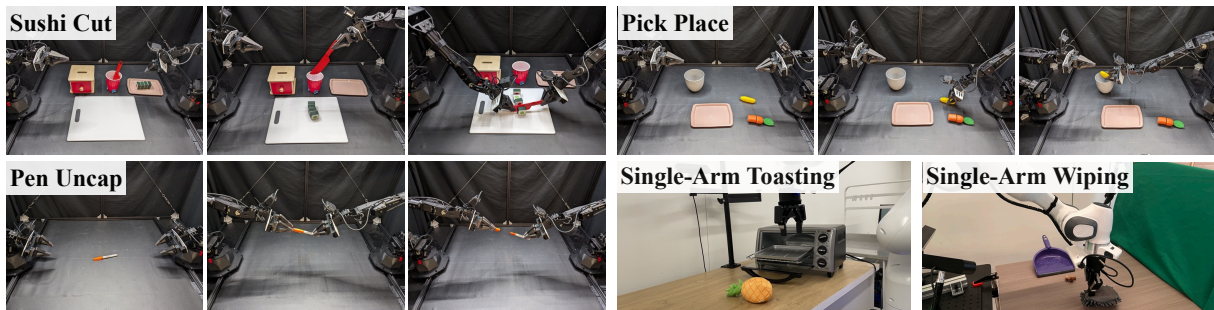 Sushi Cut
Pick Place
Pen Uncap
Single-Arm Toasting
Single-Arm Wiping